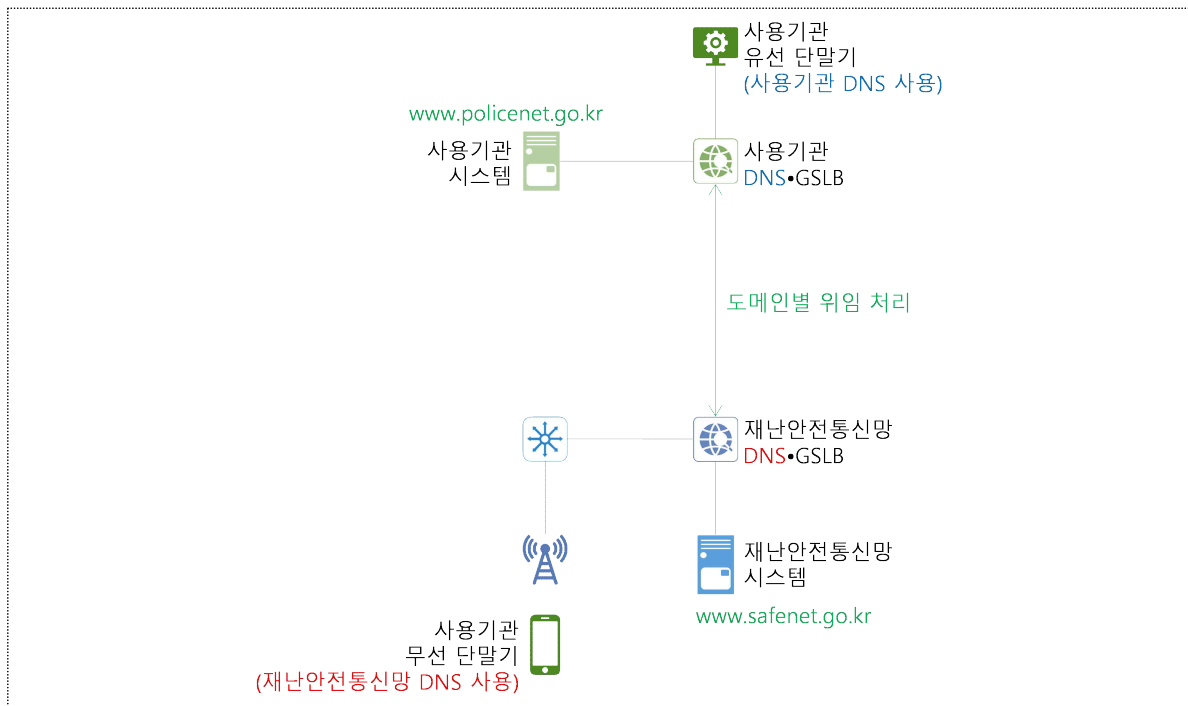 사용기관
유선 단말기
(사용기관 DNS 사용)
www.policenet.go.kr
사용기관
시스템
사용기관
DNS•GSLB
도메인별 위임 처리
재난안전통신망
DNS•GSLB
재난안전통신망
시스템
www.safenet.go.kr
사용기관
무선 단말기
(재난안전통신망 DNS 사용)